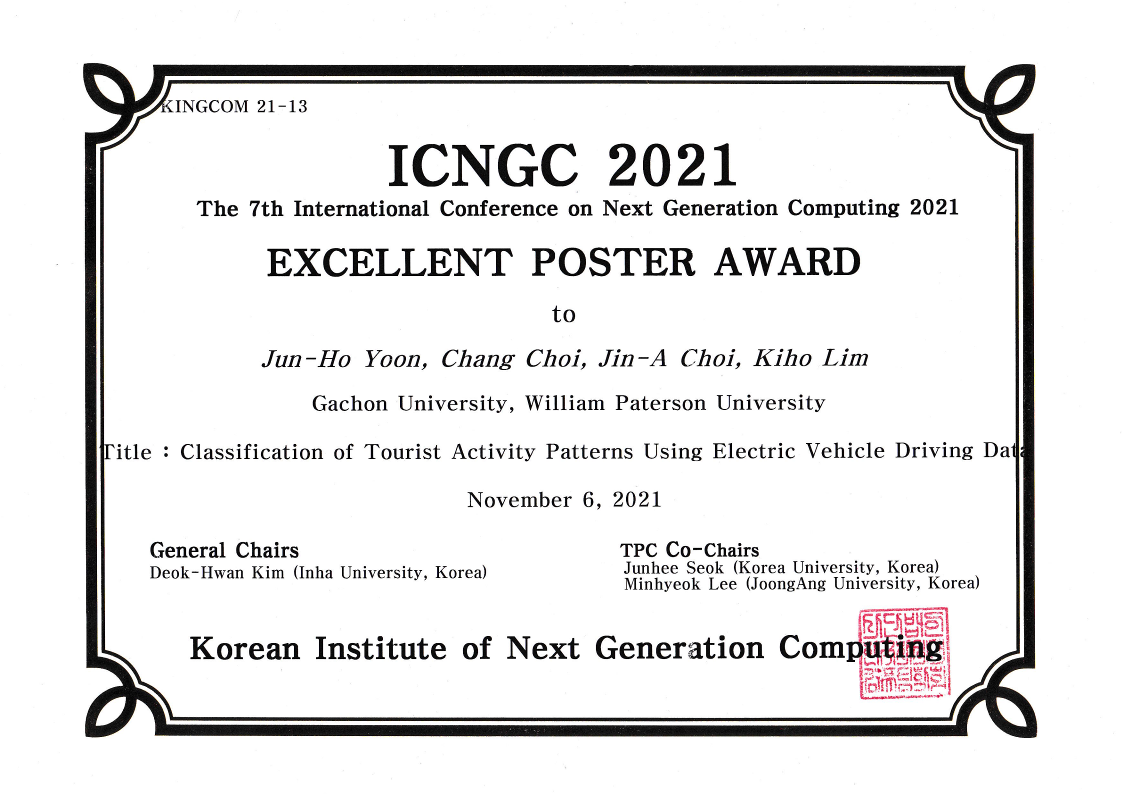 KINGCOM 21-13
ICNGC 2021
The 7th International Conference on Next Generation Computing 2021
EXCELLENT POSTER AWARD
to
Jun-Ho Yoon, Chang Choi, Jin-A Choi, Kiho Lim
Gachon University, William Paterson University
Title : Classification of Tourist Activity Patterns Using Electric Vehicle Driving Data
November 6, 2021
General Chairs
Deok-Hwan Kim (Inha University, Korea)
TPC Co-Chairs
Junhee Seok (Korea University, Korea)
Minhyeok Lee (JoongAng University, Korea)
Korean Institute of Next Generation Computing